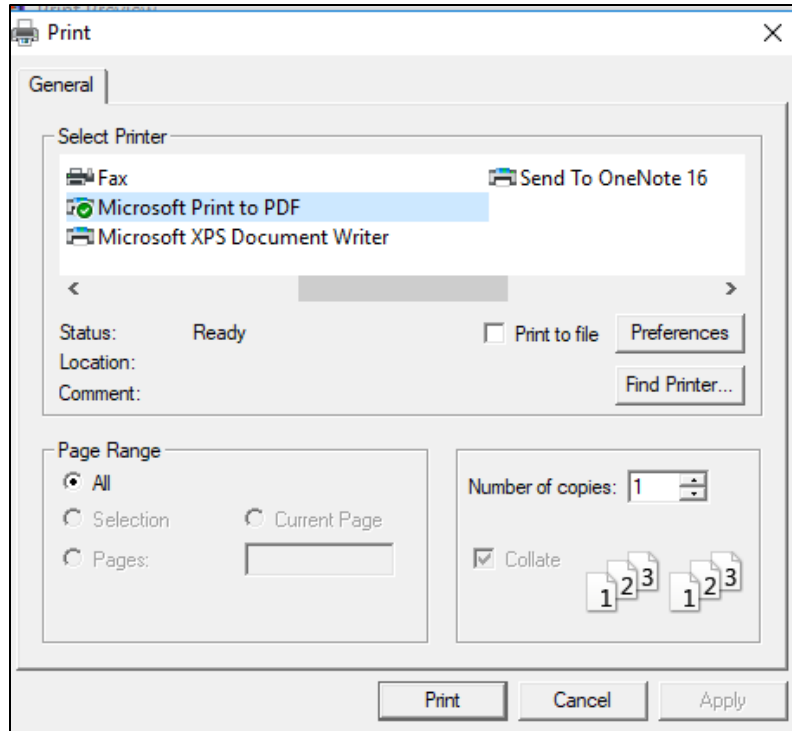 Print Preview
Print
General
Select Printer
Fax
Send To OneNote 16
Microsoft Print to PDF
Microsoft XPS Document Writer
Status: Ready
Print to file
Preferences
Location:
Comment:
Find Printer...
Page Range
All
Number of copies: 1
Selection
Current Page
Pages:
Collate
1 2 3 1 2 3
Print
Cancel
Apply